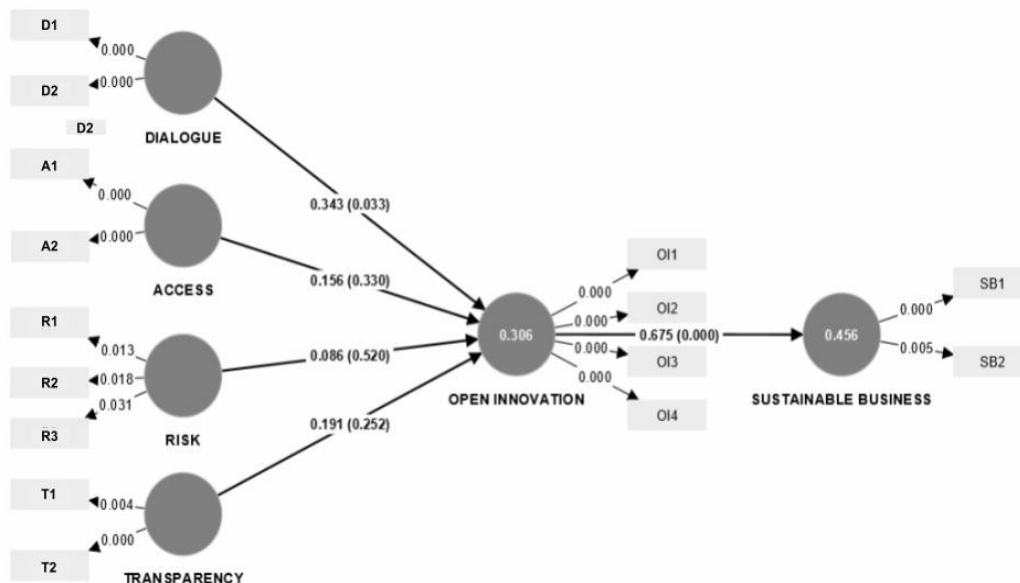 D1
0.000
0.000
D2
D2
DIALOGUE
A1
0.000
0.000
A2
ACCESS
R1
0.013
R2
0.018
0.031
R3
RISK
T1
0.004
0.000
T2
TRANSPARENCY
0.343 (0.033)
0.156 (0.330)
0.086 (0.520)
0.191 (0.252)
0.306
OPEN INNOVATION
OI1
0.000
OI2
0.000
0.675 (0.000)
0.000
OI3
0.000
OI4
0.456
SUSTAINABLE BUSINESS
SB1
0.000
0.005
SB2